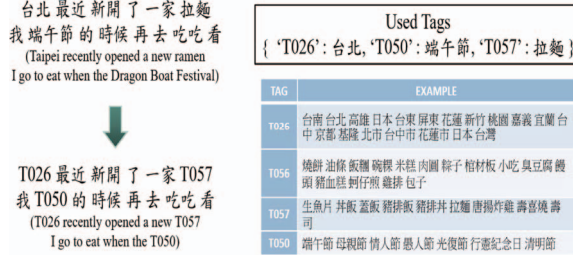 台北 最近 新開 了 一家 拉麵
我 端午節 的 時候 再 去 吃吃 看
(Taipei recently opened a new ramen
I go to eat when the Dragon Boat Festival)
T026 最近 新開 了 一家 T057
我 T050 的 時候 再 去 吃吃 看
(T026 recently opened a new T057
I go to eat when the T050)
Used Tags
{ ‘T026’: 台北, ‘T050’: 端午節, ‘T057’: 拉麵 }
TAG EXAMPLE
T026 台南 台北 高雄 日本 台東 屏東 花蓮 新竹 桃園 嘉義 宜蘭 台
中 京都 基隆 北市 台中市 花蓮市 日本 台灣
T056 燒餅 油條 飯糰 碗粿 米糕 肉圓 粽子 棺材板 小吃 臭豆腐 饅
頭 豬血糕 蚵仔煎 雞排 包子
T057 生魚片 丼飯 蓋飯 豬排飯 豬排丼 拉麵 唐揚炸雞 壽喜燒 壽
司
T050 端午節 母親節 情人節 愚人節 光復節 行憲紀念日 清明節